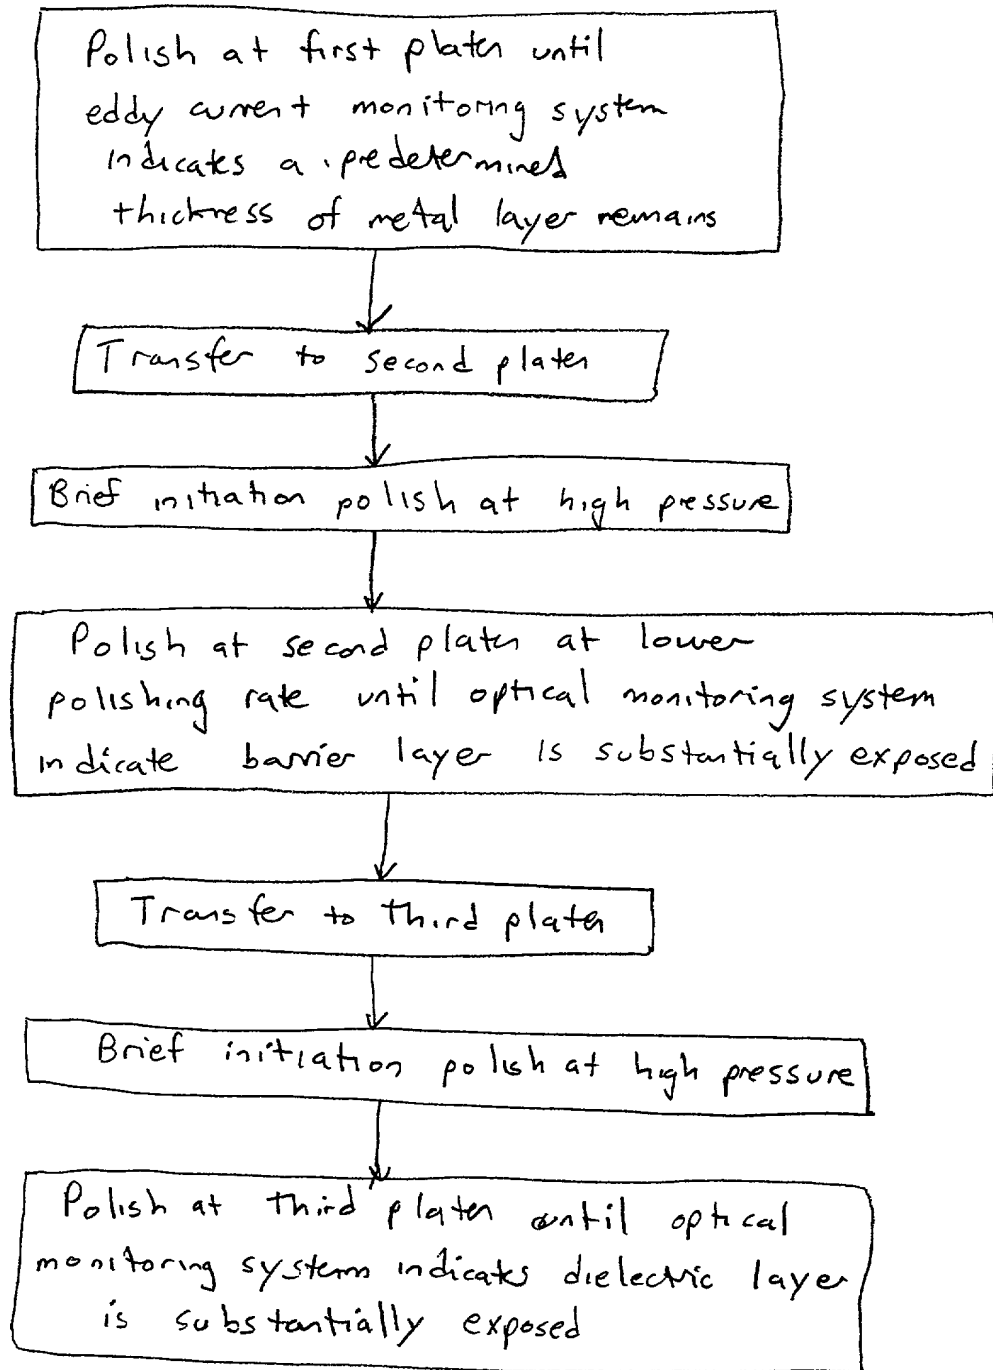 Polish at first platen until
eddy current monitoring system
indicates a predetermined
thickness of metal layer remains
Transfer to second platen
Brief initiation polish at high pressure
Polish at second platen at lower
polishing rate until optical monitoring system
indicate barrier layer is substantially exposed
Transfer to third platen
Brief initiation polish at high pressure
Polish at third platen until optical
monitoring system indicates dielectric layer
is substantially exposed